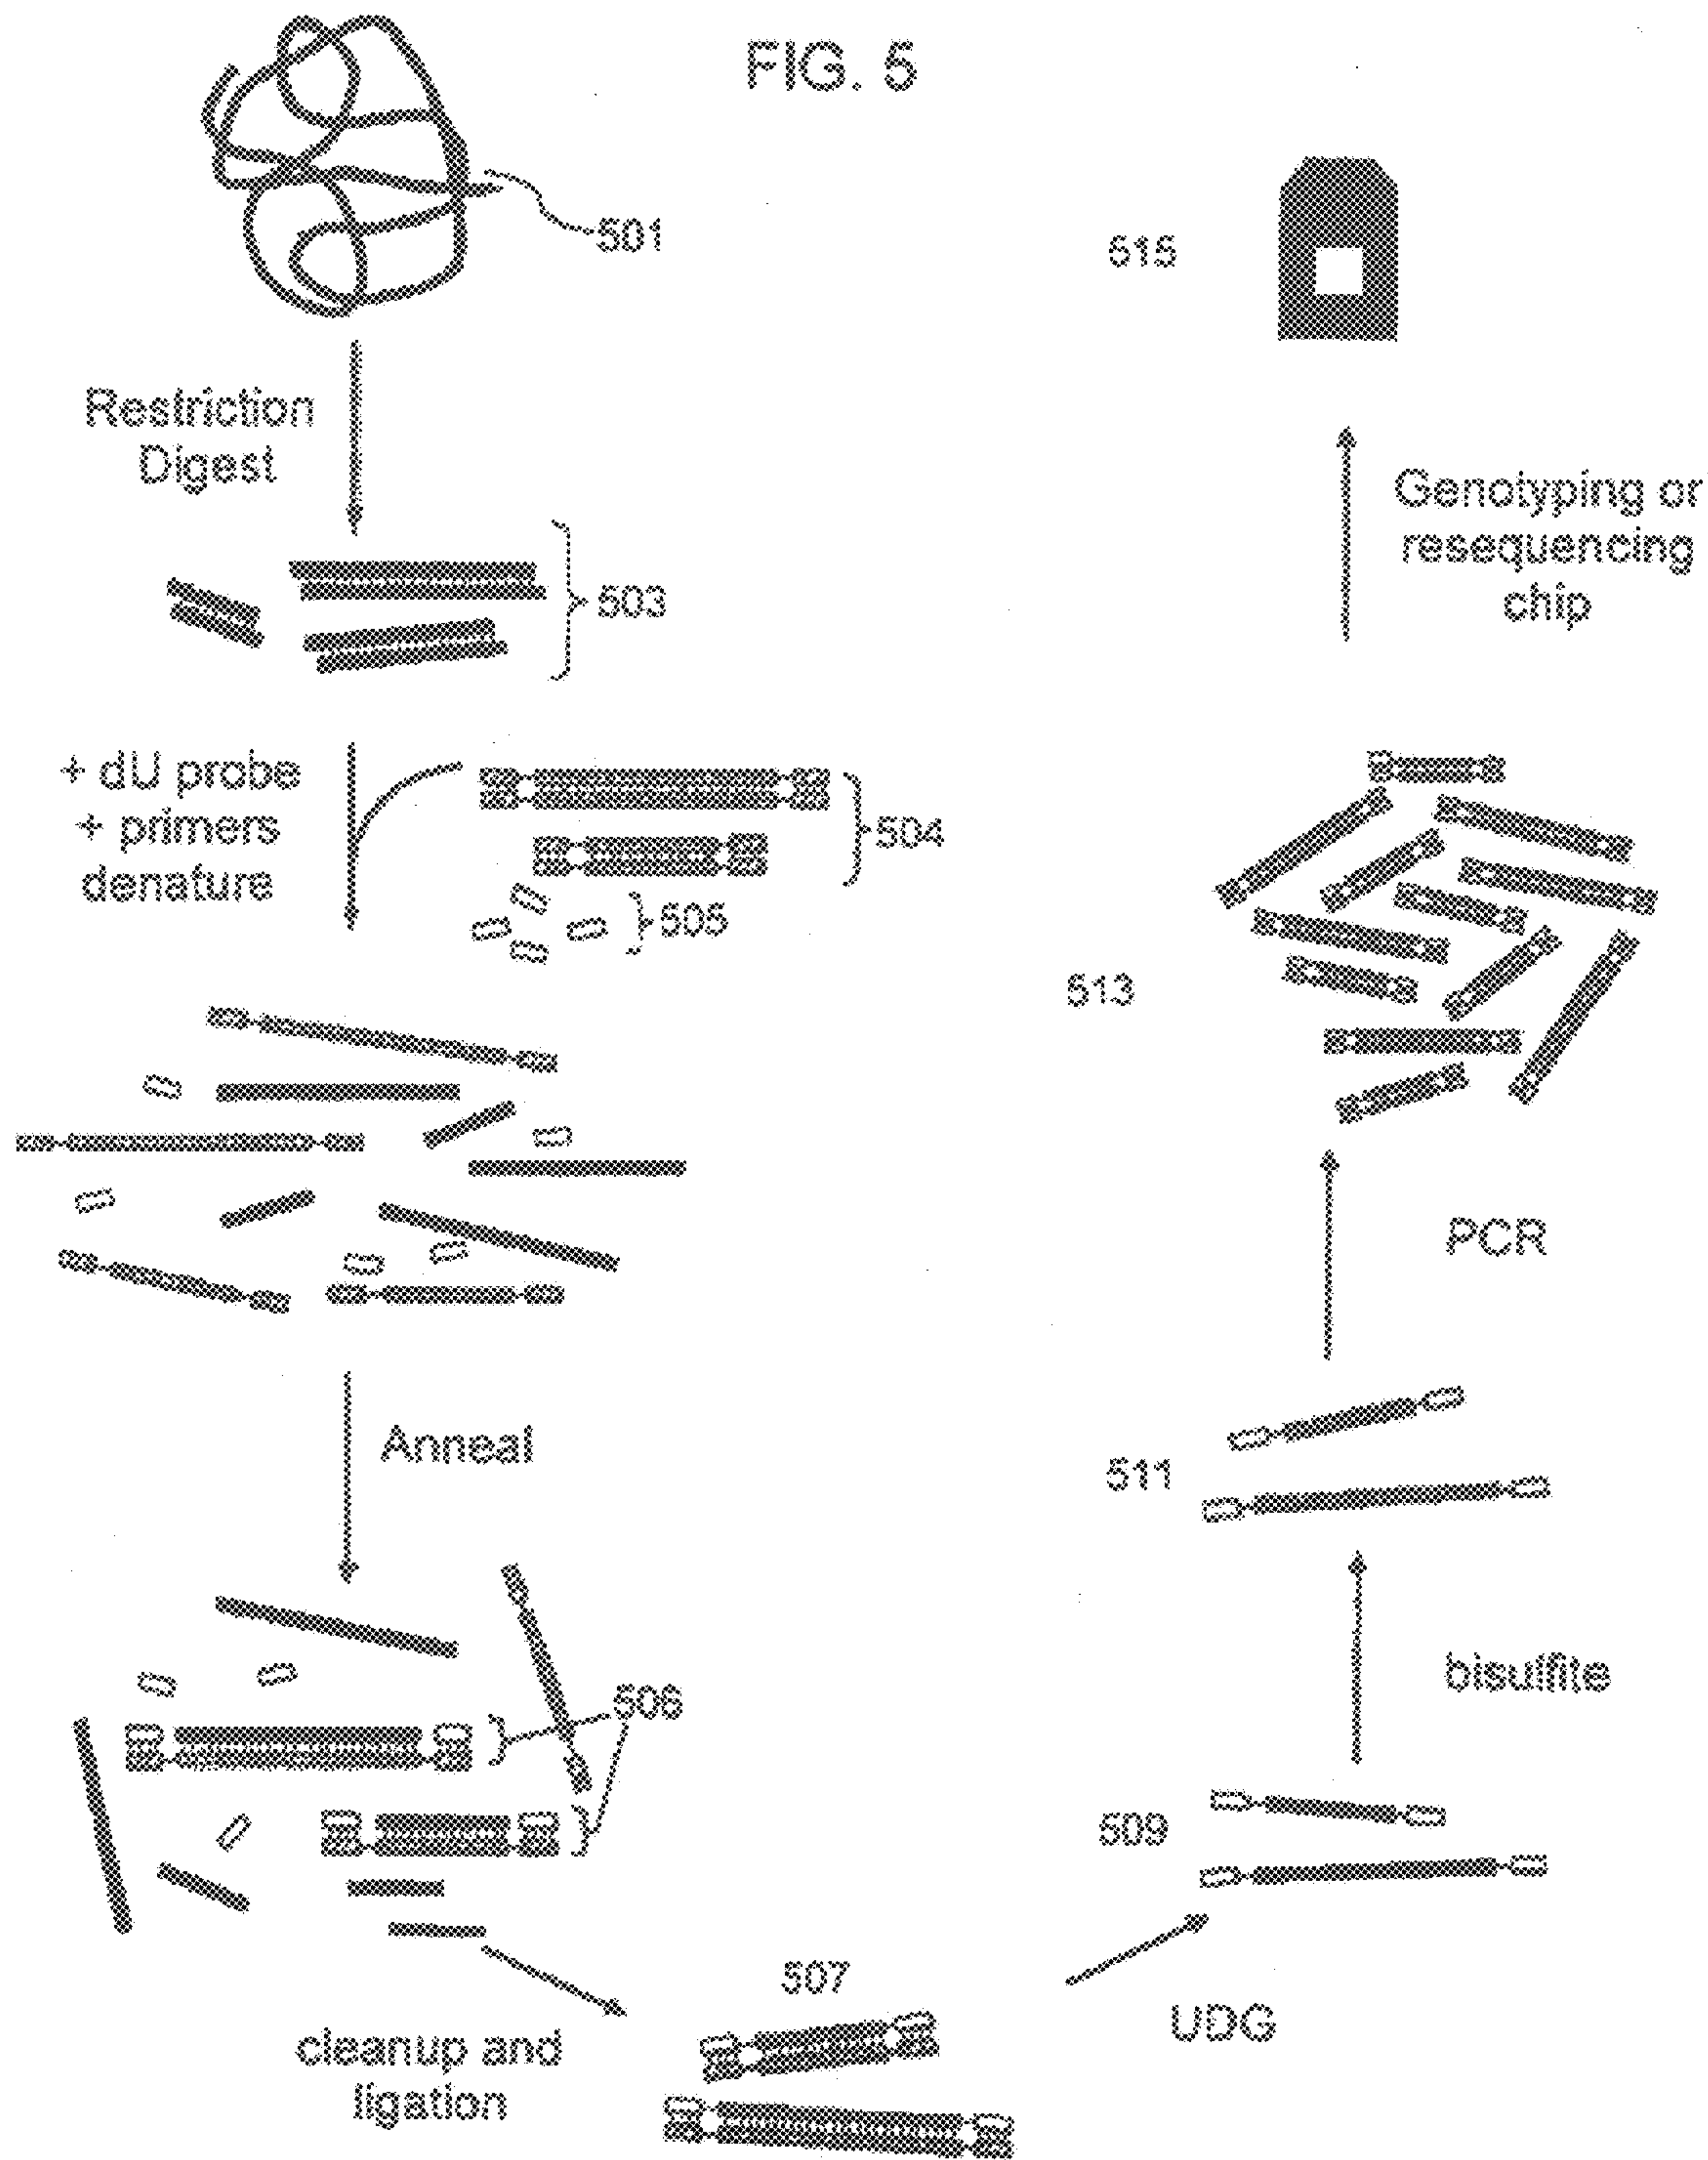 FIG. 5
501
Restriction
Digest
503
+ dU probe
+ primers
denature
504
505
Anneal
506
cleanup and
ligation
507
UDG
509
bisulfite
511
PCR
513
Genotyping or
resequencing
chip
515